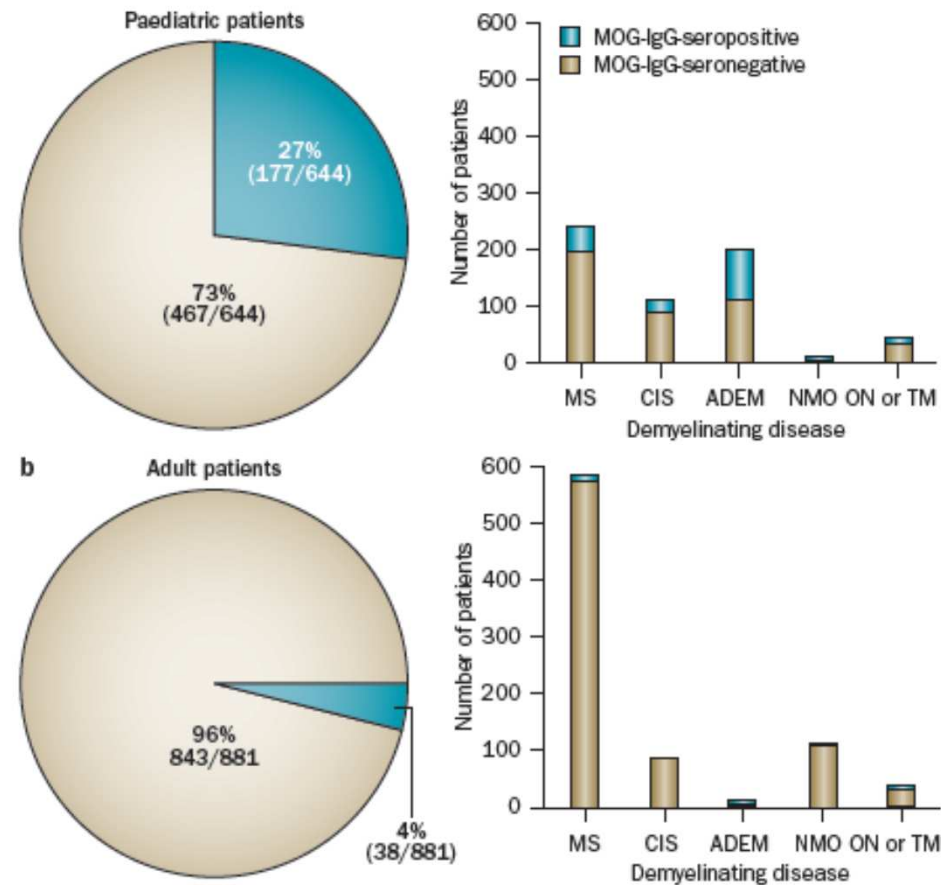 Paediatric patients
27%
(177/644)
73%
(467/644)
600
500
400
300
200
100
0
Number of patients
MOG-IgG-seropositive
MOG-IgG-seronegative
MS CIS ADEM NMO ON or TM
Demyelinating disease
b Adult patients
96%
843/881
4%
(38/881)
600
500
400
300
200
100
0
Number of patients
MS CIS ADEM NMO ON or TM
Demyelinating disease